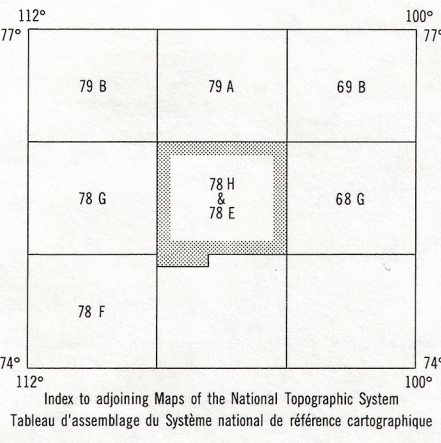 112° 100°
77° 77°
79 B 79 A 69 B
78 G 78 H & 78 E 68 G
78 F
74° 74°
112° 100°
Index to adjoining Maps of the National Topographic System
Tableau d'assemblage du Système national de référé cartographique